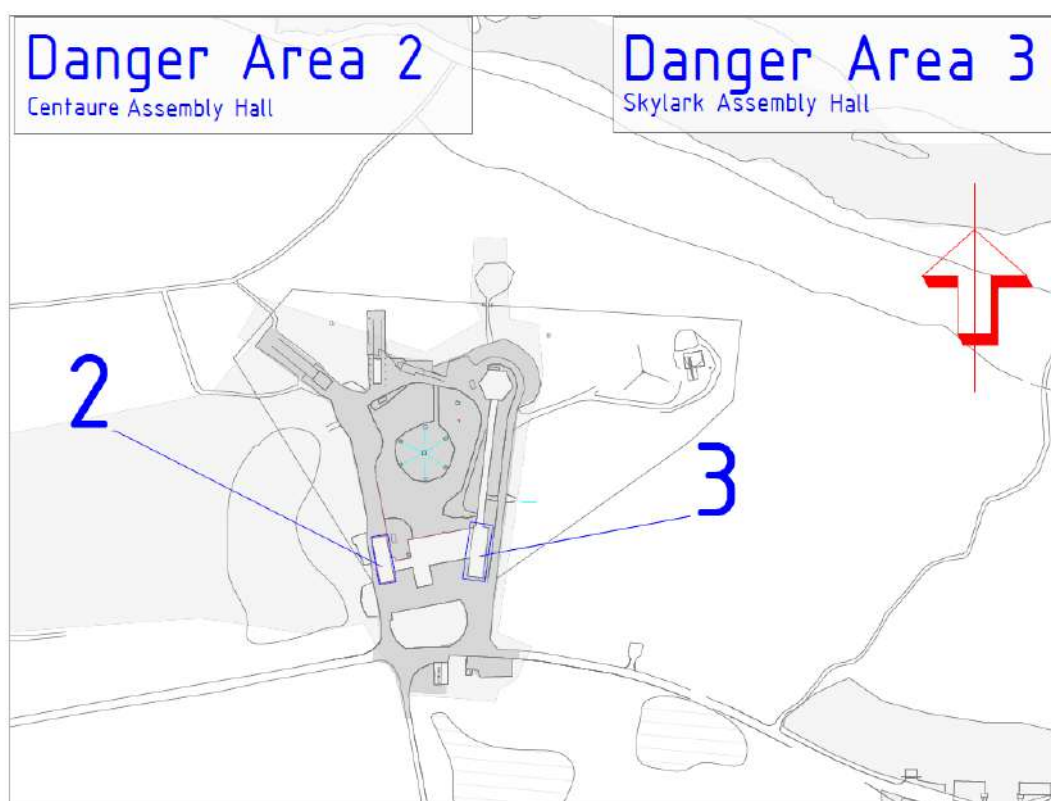 Danger Area 2
Centaure Assembly Hall
Danger Area 3
Skylark Assembly Hall
2
3